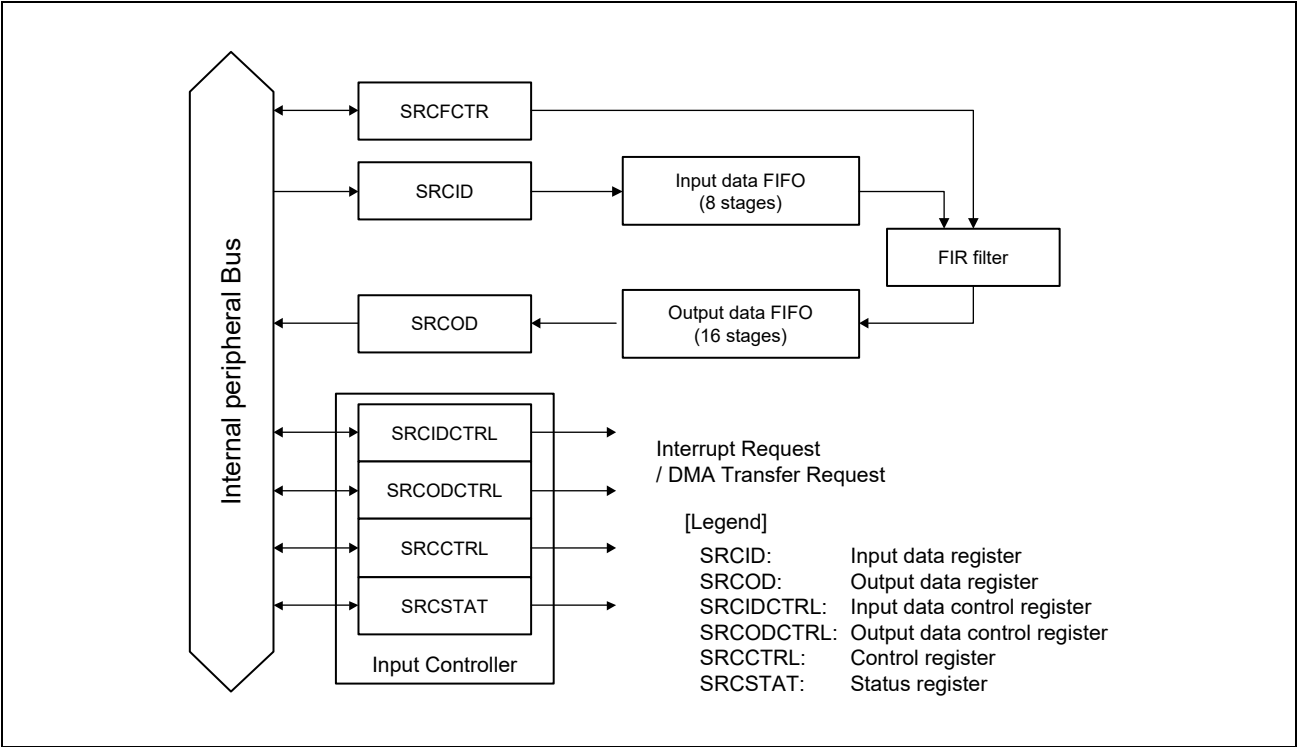 Internal peripheral Bus
SRCFCTR
SRCID
Input data FIFO
(8 stages)
FIR filter
SRCOD
Output data FIFO
(16 stages)
SRCIDCTRL
SRCODCTRL
SRCCTRL
SRCSTAT
Input Controller
Interrupt Request
/ DMA Transfer Request
[Legend]
SRCID: Input data register
SRCOD: Output data register
SRCIDCTRL: Input data control register
SRCODCTRL: Output data control register
SRCCTRL: Control register
SRCSTAT: Status register